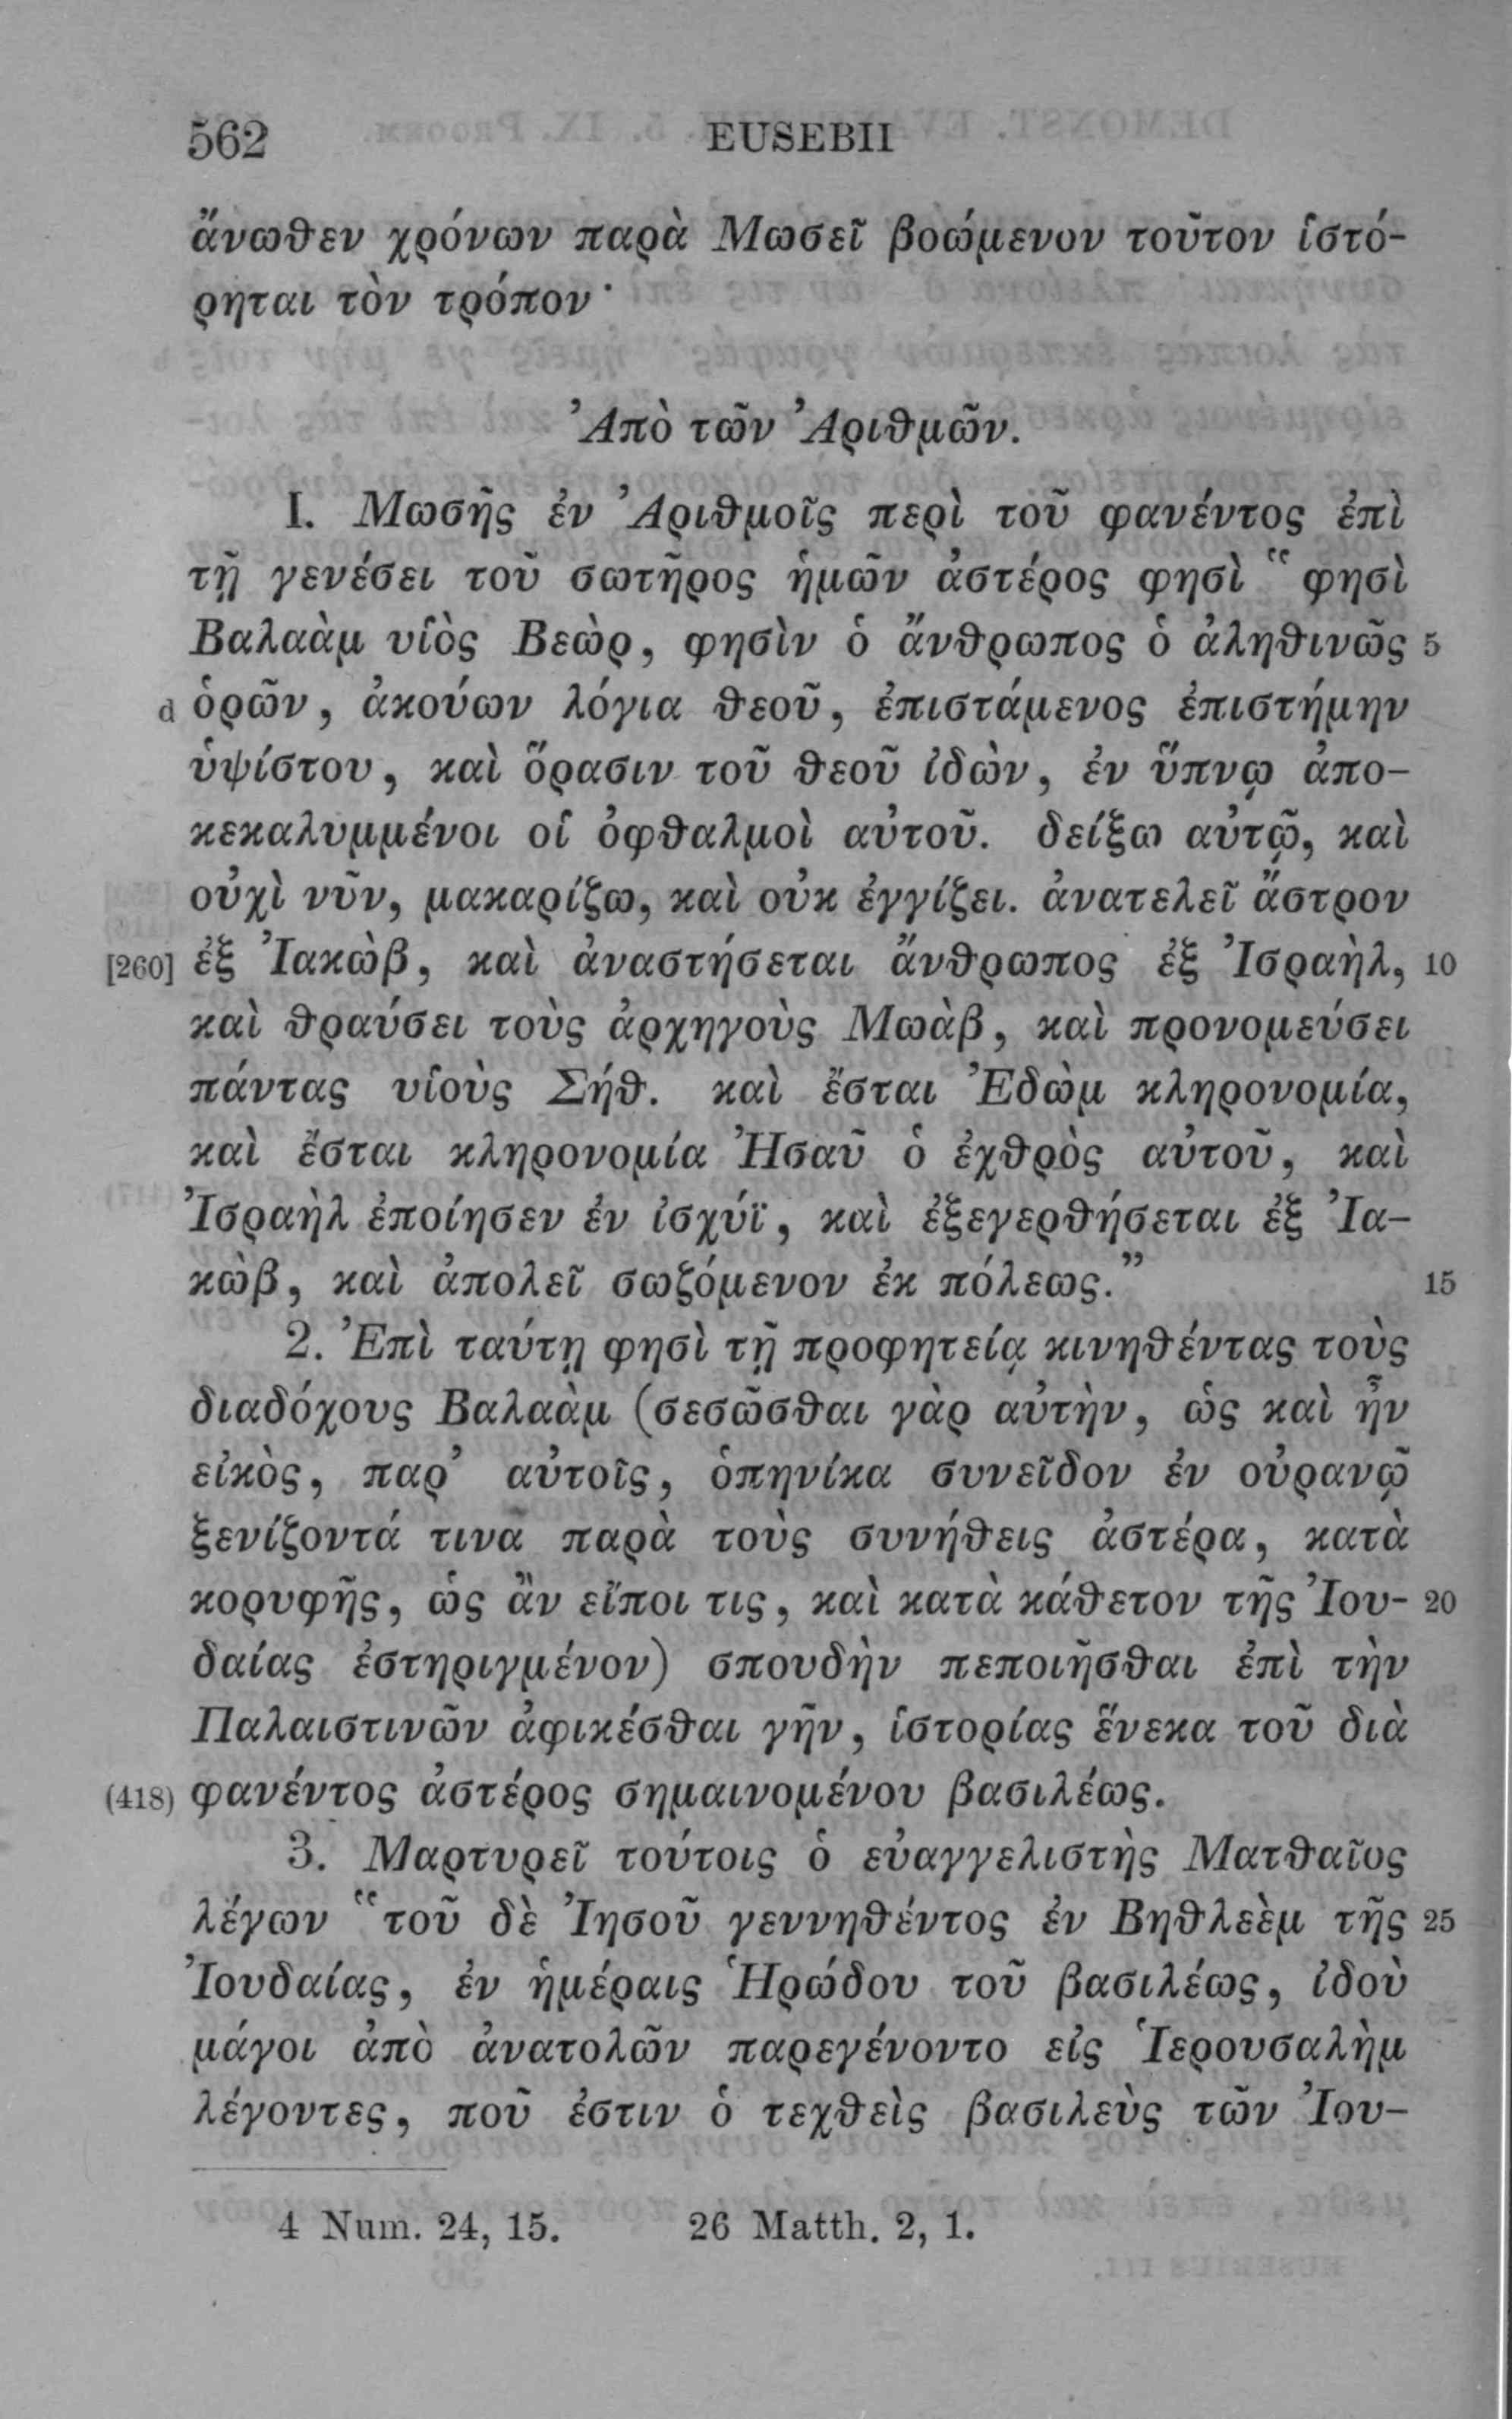 562 EUSEBII
ἄνωθεν χρόνων παρὰ Μωσεῖ βοώμενον τοῦτον ἱστό-
ρηται τὸν τρόπον·
Ἀπὸ τῶν Ἀριθμῶν.
I. Μωσῆς ἐν Ἀριθμοῖς περὶ τοῦ φανέντος ἐπὶ
τῇ γενέσει τοῦ σωτῆρος ἡμῶν ἀστέρος φησὶ “φησὶ
Βαλαὰμ υἱὸς Βεὼρ, φησὶν ὁ ἄνθρωπος ὁ ἀληθινῶς 5
d ὁρῶν, ἀκούων λόγια θεοῦ, ἐπιστάμενος ἐπιστήμην
ὑψίστου, καὶ ὅρασιν τοῦ θεοῦ ἰδὼν, ἐν ὕπνῳ ἀπο-
κεκαλυμμένοι οἱ ὀφθαλμοὶ αὐτοῦ. δείξω αὐτῷ, καὶ
οὐχὶ νῦν, μακαρίζω, καὶ οὐκ ἐγγίζει. ἀνατελεῖ ἄστρον
[260] ἐξ Ἰακὼβ, καὶ ἀναστήσεται ἄνθρωπος ἐξ Ἰσραὴλ, 10
καὶ θραύσει τοὺς ἀρχηγοὺς Μωὰβ, καὶ προνομεύσει
πάντας υἱοὺς Σήθ. καὶ ἔσται Ἐδὼμ κληρονομία,
καὶ ἔσται κληρονομία Ἠσαῦ ὁ ἐχθρὸς αὐτοῦ, καὶ
Ἰσραὴλ ἐποίησεν ἐν ἰσχύϊ, καὶ ἐξεγερθήσεται ἐξ Ἰα-
κὼβ, καὶ ἀπολεῖ σωζόμενον ἐκ πόλεως.” 15
2. Ἐπὶ ταύτῃ φησὶ τῇ προφητείᾳ κινηθέντας τοὺς
διαδόχους Βαλαὰμ (σεσῶσθαι γὰρ αὐτὴν, ὡς καὶ ἦν
εἰκὸς, παρ’ αὐτοῖς, ὁπηνίκα συνεῖδον ἐν οὐρανῷ
ξενίζοντά τινα παρὰ τοὺς συνήθεις ἀστέρα, κατὰ
κορυφῆς, ὡς ἂν εἴποι τις, καὶ κατὰ κάθετον τῆς Ἰου- 20
δαίας ἐστηριγμένον) σπουδὴν πεποιῆσθαι ἐπὶ τὴν
Παλαιστινῶν ἀφικέσθαι γῆν, ἱστορίας ἕνεκα τοῦ διὰ
(418) φανέντος ἀστέρος σημαινομένου βασιλέως.
3. Μαρτυρεῖ τούτοις ὁ εὐαγγελιστὴς Ματθαῖος
λέγων “τοῦ δὲ Ἰησοῦ γεννηθέντος ἐν Βηθλεὲμ τῆς 25
Ἰουδαίας, ἐν ἡμέραις Ἡρώδου τοῦ βασιλέως, ἰδοὺ
μάγοι ἀπὸ ἀνατολῶν παρεγένοντο εἰς Ἱερουσαλὴμ
λέγοντες, ποῦ ἐστιν ὁ τεχθεὶς βασιλεὺς τῶν Ἰου-
4 Num. 24, 15. 26 Matth. 2, 1.